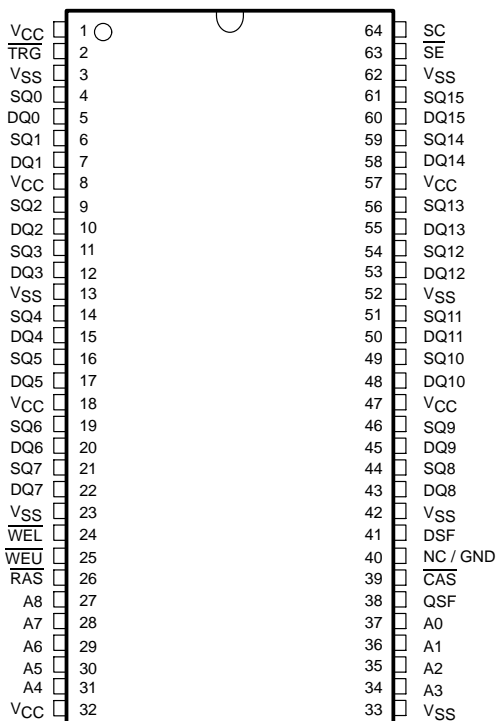 VCC 1 64 SC
TRG 2 63 SE
VSS 3 62 VSS
SQ0 4 61 SQ15
DQ0 5 60 DQ15
SQ1 6 59 SQ14
DQ1 7 58 DQ14
VCC 8 57 VCC
SQ2 9 56 SQ13
DQ2 10 55 DQ13
SQ3 11 54 SQ12
DQ3 12 53 DQ12
VSS 13 52 VSS
SQ4 14 51 SQ11
DQ4 15 50 DQ11
SQ5 16 49 SQ10
DQ5 17 48 DQ10
VCC 18 47 VCC
SQ6 19 46 SQ9
DQ6 20 45 DQ9
SQ7 21 44 SQ8
DQ7 22 43 DQ8
VSS 23 42 VSS
WEL 24 41 DSF
WEU 25 40 NC / GND
RAS 26 39 CAS
A8 27 38 QSF
A7 28 37 A0
A6 29 36 A1
A5 30 35 A2
A4 31 34 A3
VCC 32 33 VSS